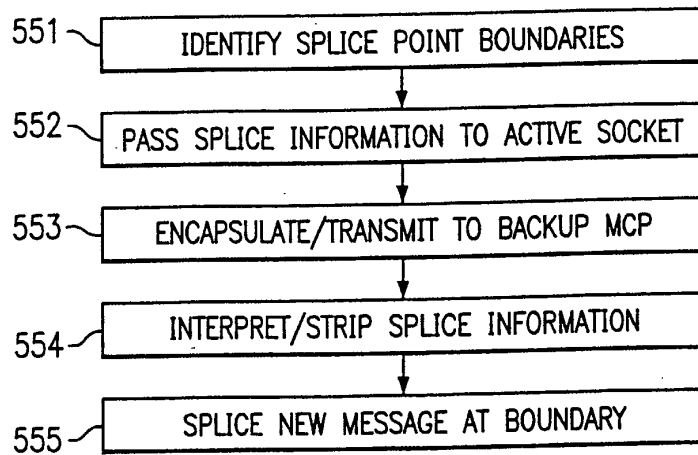 551 IDENTIFY SPLICE POINT BOUNDARIES
552 PASS SPLICE INFORMATION TO ACTIVE SOCKET
553 ENCAPSULATE/TRANSMIT TO BACKUP MCP
554 INTERPRET/STRIP SPLICE INFORMATION
555 SPLICE NEW MESSAGE AT BOUNDARY